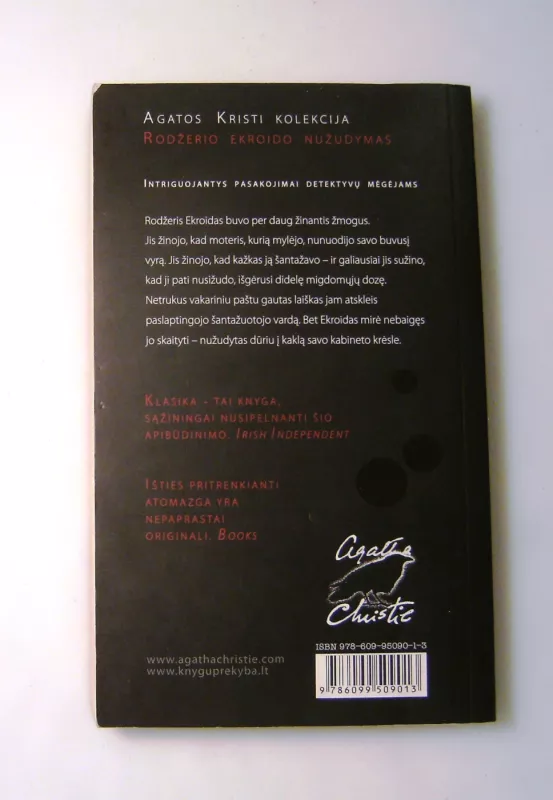 Agatos Kristi kolekcija
Rodžerio Ekroido nužudymas
Intriguojantys pasakojimai detektyvų mėgėjams
Rodžeris Ekroidas buvo per daug žinantis žmogus.
Jis žinojo, kad moteris, kurią mylėjo, nunuodijo savo buvusį
vyrą. Jis žinojo, kad kažkas ją šantažavo – ir galiausiai jis sužino,
kad ji pati nusižudo, išgėrusi didelę migdomųjų dozę.
Netrukus vakariniu paštu gautas laiškas jam atskleis
paslaptingojo šantažuotojo vardą. Bet Ekroidas mirė nebaigęs
jo skaityti – nužudytas dūriu į kaklą savo kabineto krėsle.
Klasika - tai knyga,
sąžiningai nusipelnanti šio
apibūdinimo. Irish Independent
Išties pritrenkianti
atomazga yra
nepaprastai
originali. Books
Agatha
Christie
ISBN 978-609-95090-1-3
9 786099 509013
www.agathachristie.com
www.knyguprekyba.lt